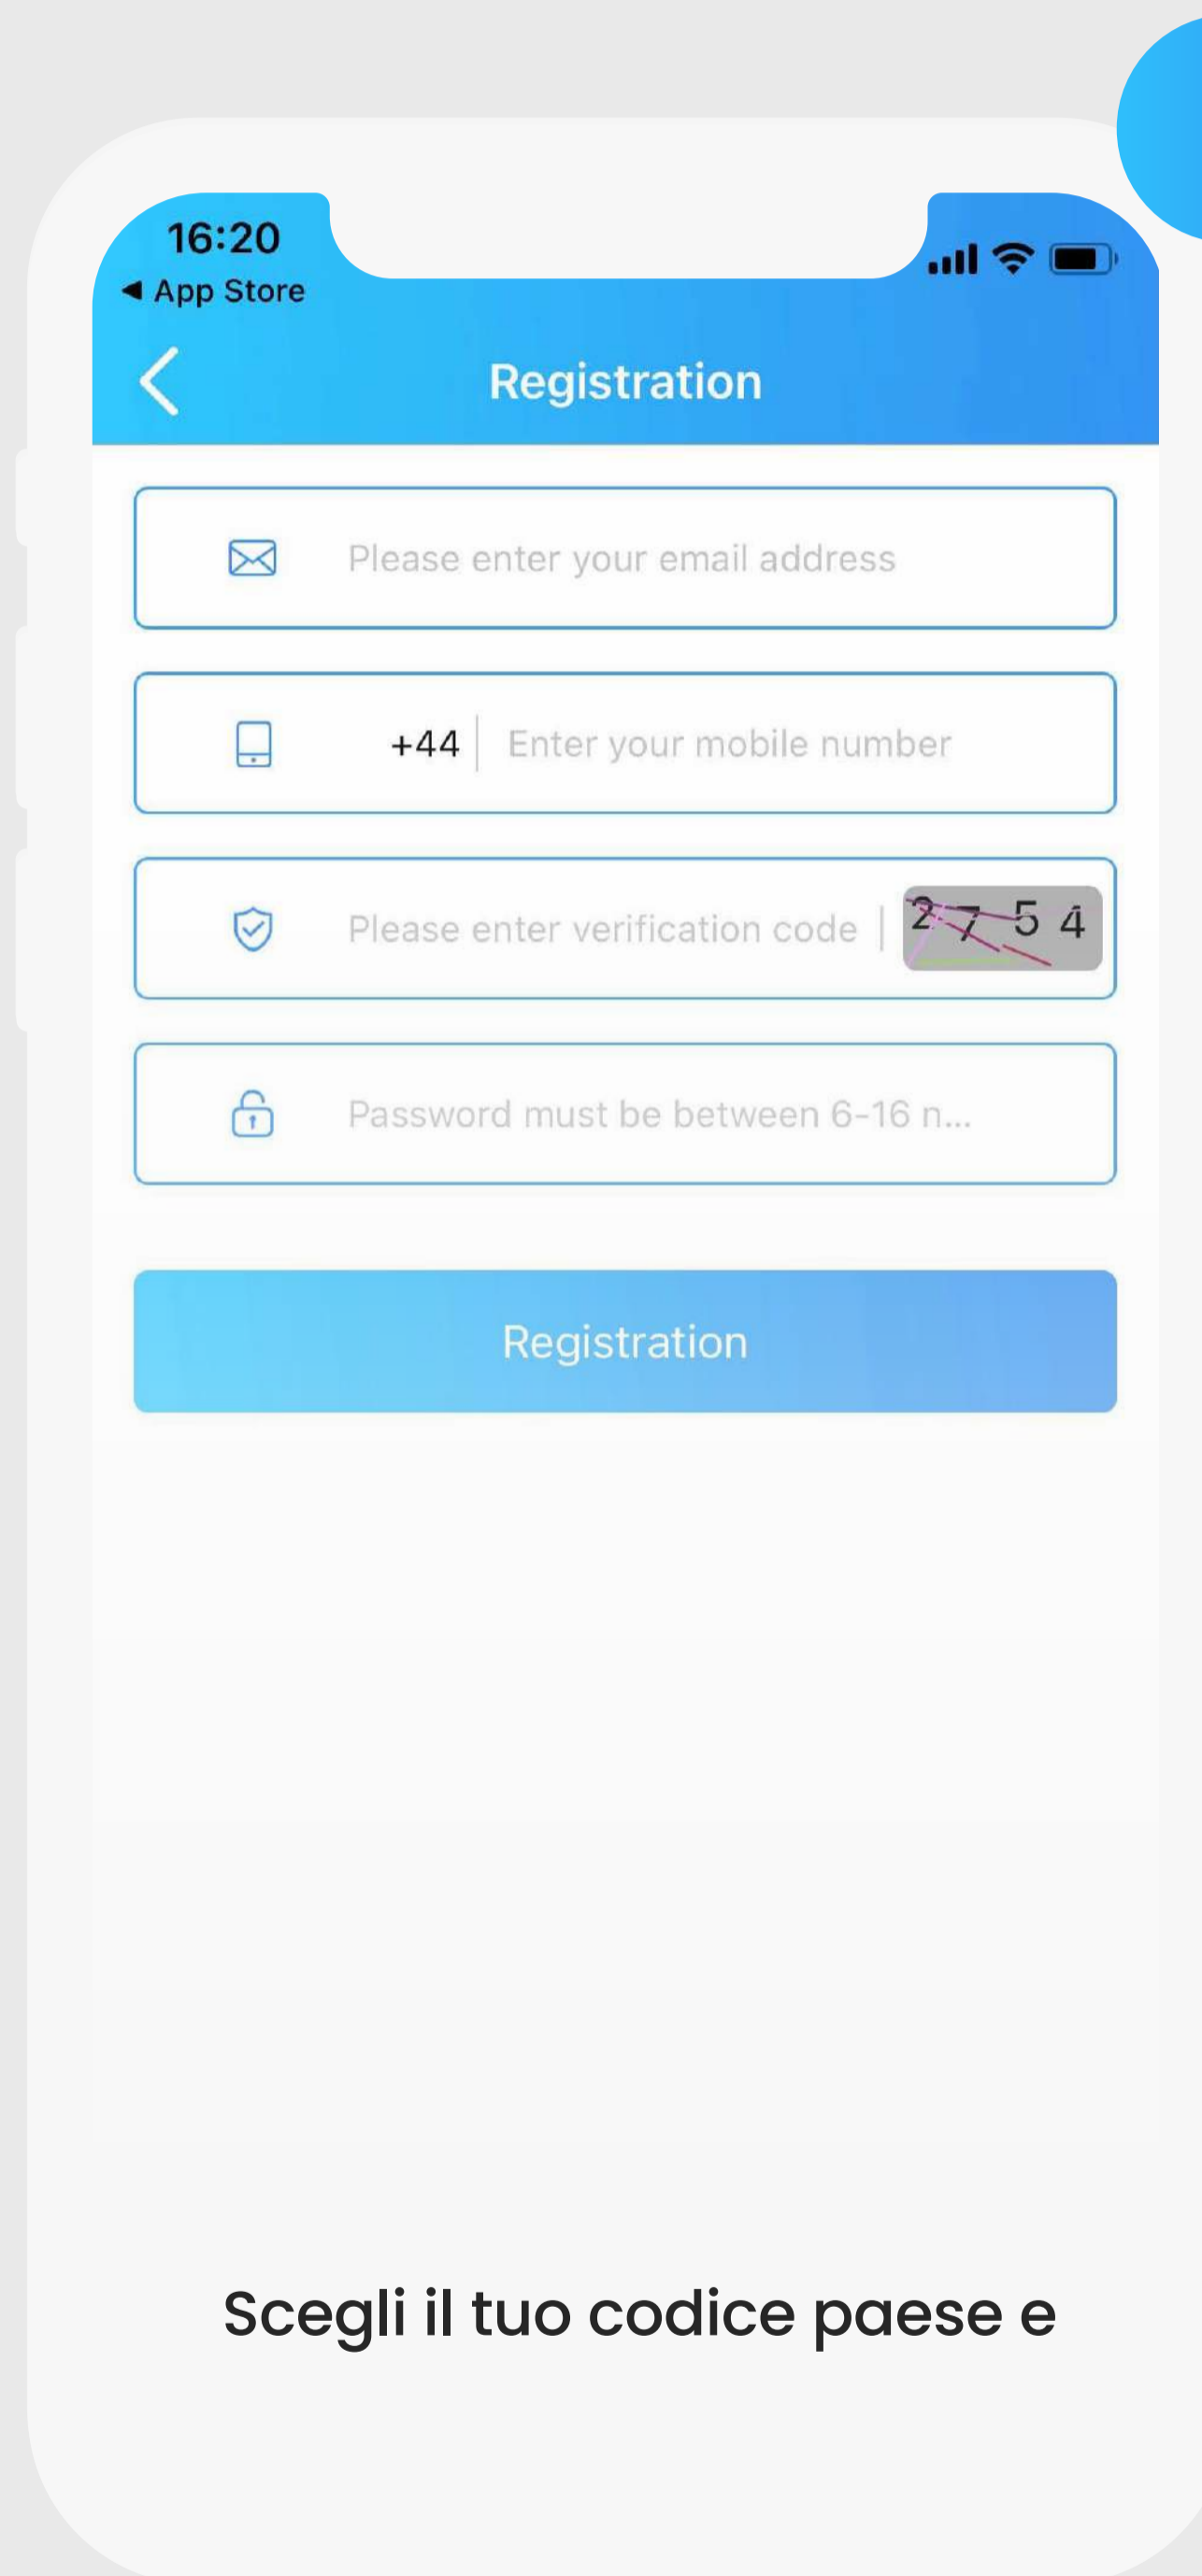 16:20
◀ App Store
Registration
Please enter your email address
+44 | Enter your mobile number
Please enter verification code | 2 7 5 4
Password must be between 6-16 n...
Registration
Scegli il tuo codice paese e